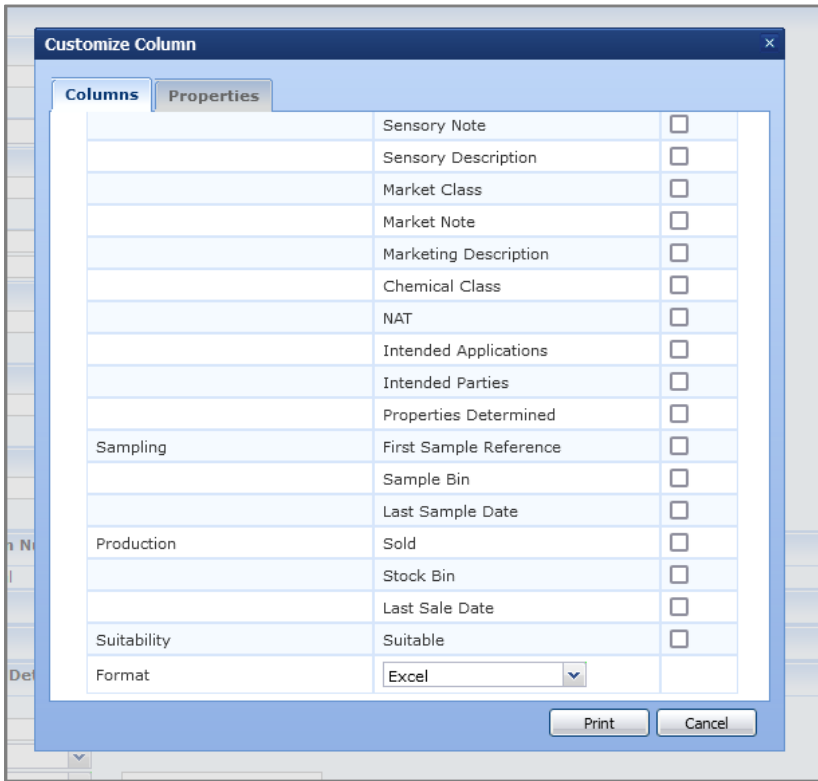 Customize Column
Columns Properties
Sensory Note
Sensory Description
Market Class
Market Note
Marketing Description
Chemical Class
NAT
Intended Applications
Intended Parties
Properties Determined
Sampling First Sample Reference
Sample Bin
Last Sample Date
Production Sold
Stock Bin
Last Sale Date
Suitability Suitable
Format Excel
Print Cancel